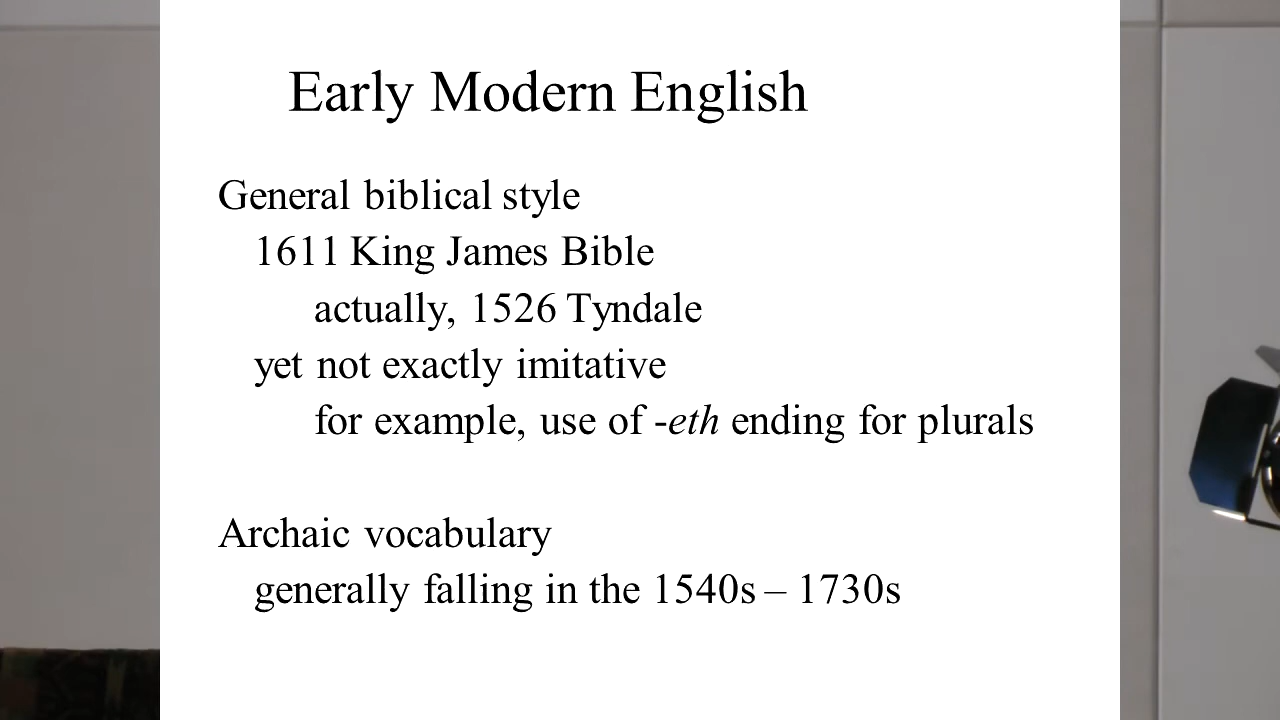 Early Modern English
General biblical style
1611 King James Bible
actually, 1526 Tyndale
yet not exactly imitative
for example, use of -eth ending for plurals
Archaic vocabulary
generally falling in the 1540s – 1730s